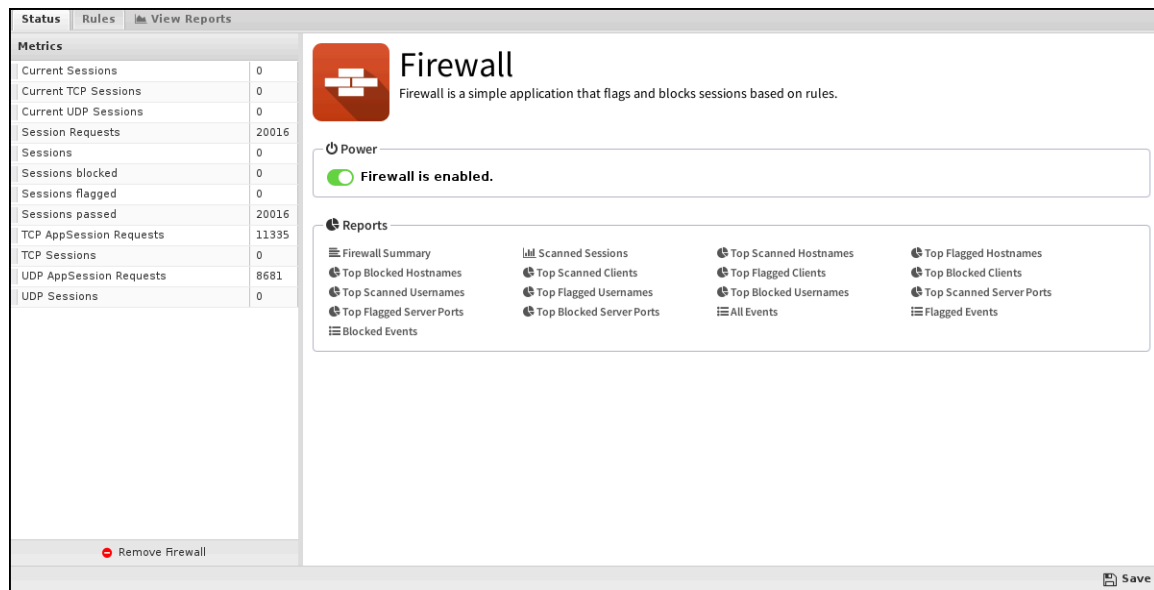 Status Rules View Reports
Metrics
Current Sessions 0
Current TCP Sessions 0
Current UDP Sessions 0
Session Requests 20016
Sessions 0
Sessions blocked 0
Sessions flagged 0
Sessions passed 20016
TCP AppSession Requests 11335
TCP Sessions 0
UDP AppSession Requests 8681
UDP Sessions 0
Remove Firewall
Firewall
Firewall is a simple application that flags and blocks sessions based on rules.
Power
Firewall is enabled.
Reports
Firewall Summary Scanned Sessions Top Scanned Hostnames Top Flagged Hostnames
Top Blocked Hostnames Top Scanned Clients Top Flagged Clients Top Blocked Clients
Top Scanned Usernames Top Flagged Usernames Top Blocked Usernames Top Scanned Server Ports
Top Flagged Server Ports Top Blocked Server Ports All Events Flagged Events
Blocked Events
Save